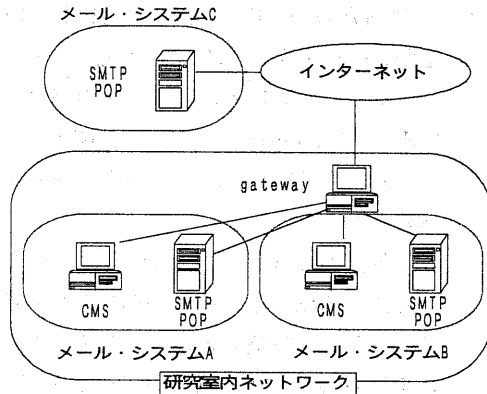 メール・システムC
SMTP
POP
インターネット
gateway
CMS
SMTP
POP
CMS
SMTP
POP
メール・システムA
メール・システムB
研究室内ネットワーク